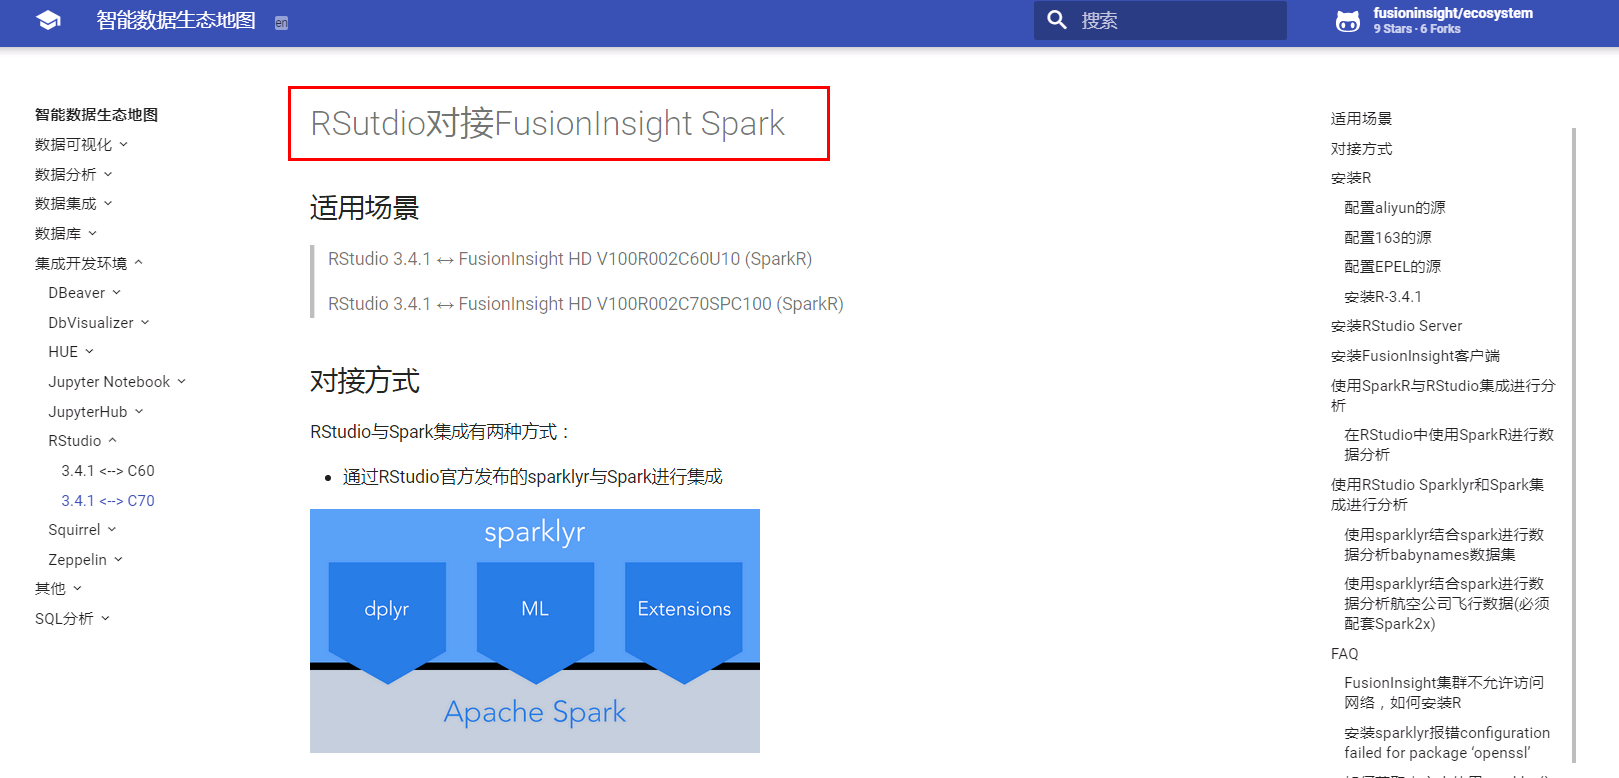 智能数据生态地图
en
搜索
fusioninsight/ecosystem
9 Stars · 6 Forks
智能数据生态地图
数据可视化
数据分析
数据集成
数据库
集成开发环境
DBeaver
DbVisualizer
HUE
Jupyter Notebook
JupyterHub
RStudio
3.4.1 <--> C60
3.4.1 <--> C70
Squirrel
Zeppelin
其他
SQL分析
RSutdio对接FusionInsight Spark
适用场景
RStudio 3.4.1 ↔ FusionInsight HD V100R002C60U10 (SparkR)
RStudio 3.4.1 ↔ FusionInsight HD V100R002C70SPC100 (SparkR)
对接方式
RStudio与Spark集成有两种方式：
• 通过RStudio官方发布的sparklyr与Spark进行集成
sparklyr
dplyr
ML
Extensions
Apache Spark
适用场景
对接方式
安装R
配置aliyun的源
配置163的源
配置EPEL的源
安装R-3.4.1
安装RStudio Server
安装FusionInsight客户端
使用SparkR与RStudio集成进行分
析
在RStudio中使用SparkR进行数
据分析
使用RStudio Sparklyr和Spark集
成进行分析
使用sparklyr结合spark进行数
据分析babynames数据集
使用sparklyr结合spark进行数
据分析航空公司飞行数据(必须
配套Spark2x)
FAQ
FusionInsight集群不允许访问
网络，如何安装R
安装sparklyr报错configuration
failed for package ‘openssl’